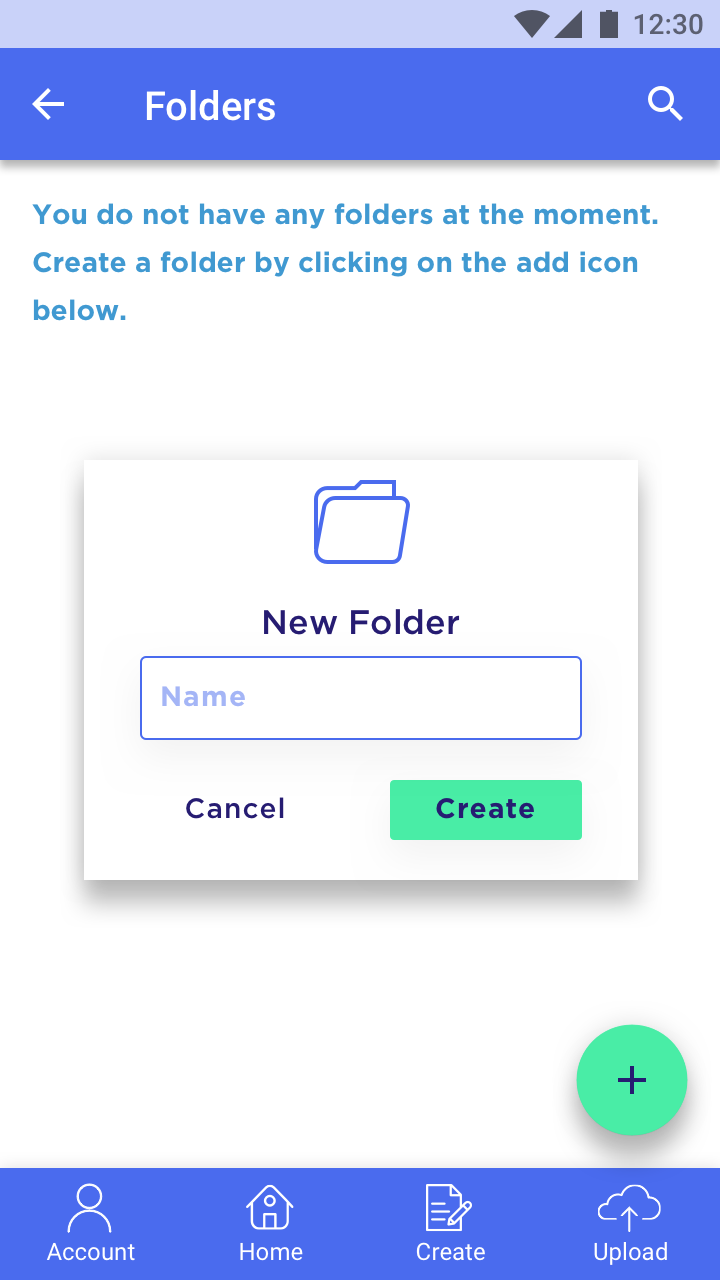 12:30
Folders
You do not have any folders at the moment.
Create a folder by clicking on the add icon
below.
New Folder
Name
Cancel Create
Account Home Create Upload